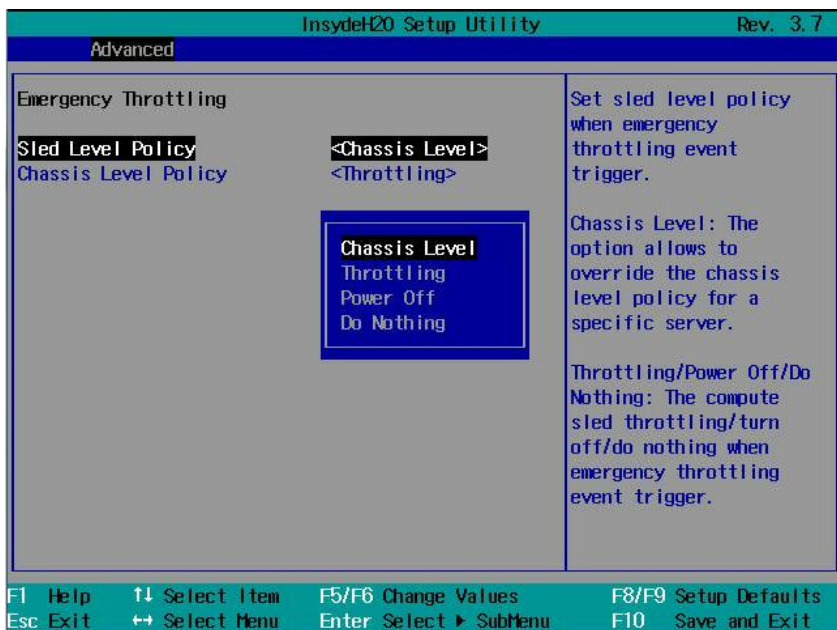 InsydeH20 Setup Utility Rev. 3.7
Advanced
Emergency Throttling
Sled Level Policy <Chassis Level>
Chassis Level Policy <Throttling>
Chassis Level
Throttling
Power Off
Do Nothing
Set sled level policy
when emergency
throttling event
trigger.
Chassis Level: The
option allows to
override the chassis
level policy for a
specific server.
Throttling/Power Off/Do
Nothing: The compute
sled throttling/turn
off/do nothing when
emergency throttling
event trigger.
F1 Help ↑↓ Select Item F5/F6 Change Values F8/F9 Setup Defaults
Esc Exit ↔ Select Menu Enter Select ▶ SubMenu F10 Save and Exit